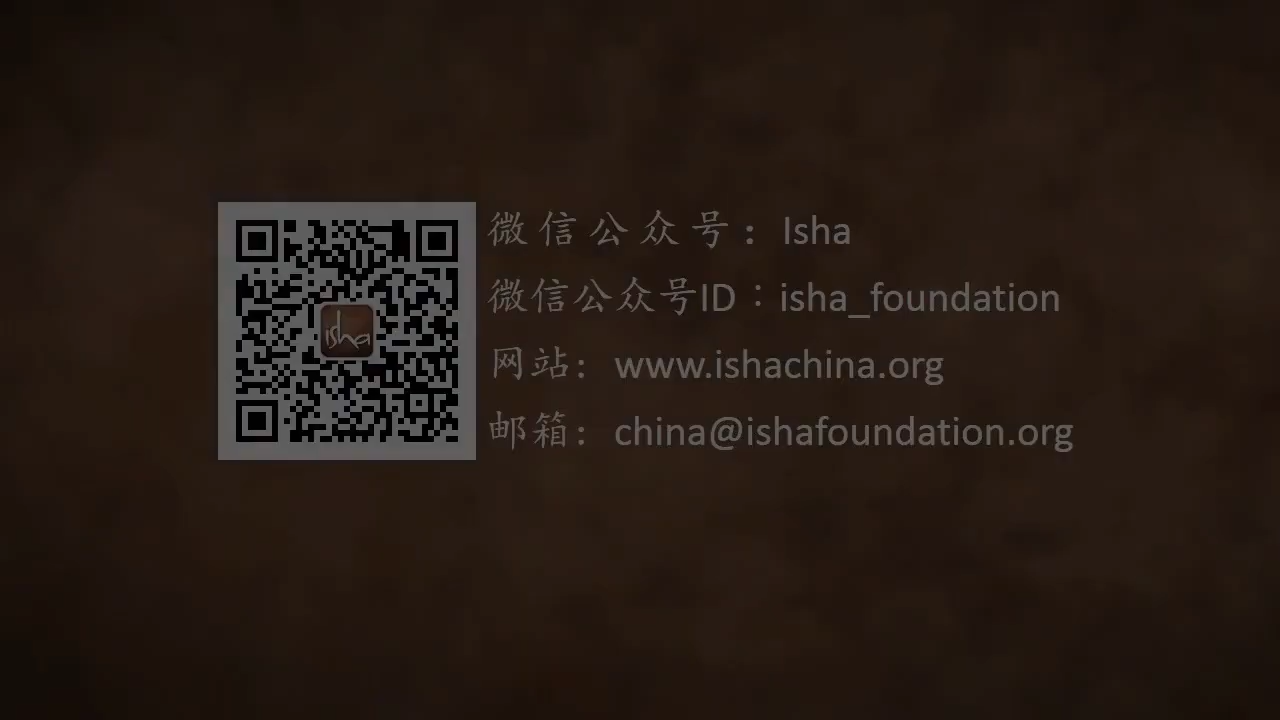 微信公众号：Isha
微信公众号ID：isha_foundation
网站：www.ishachina.org
邮箱：china@ishafoundation.org
isha